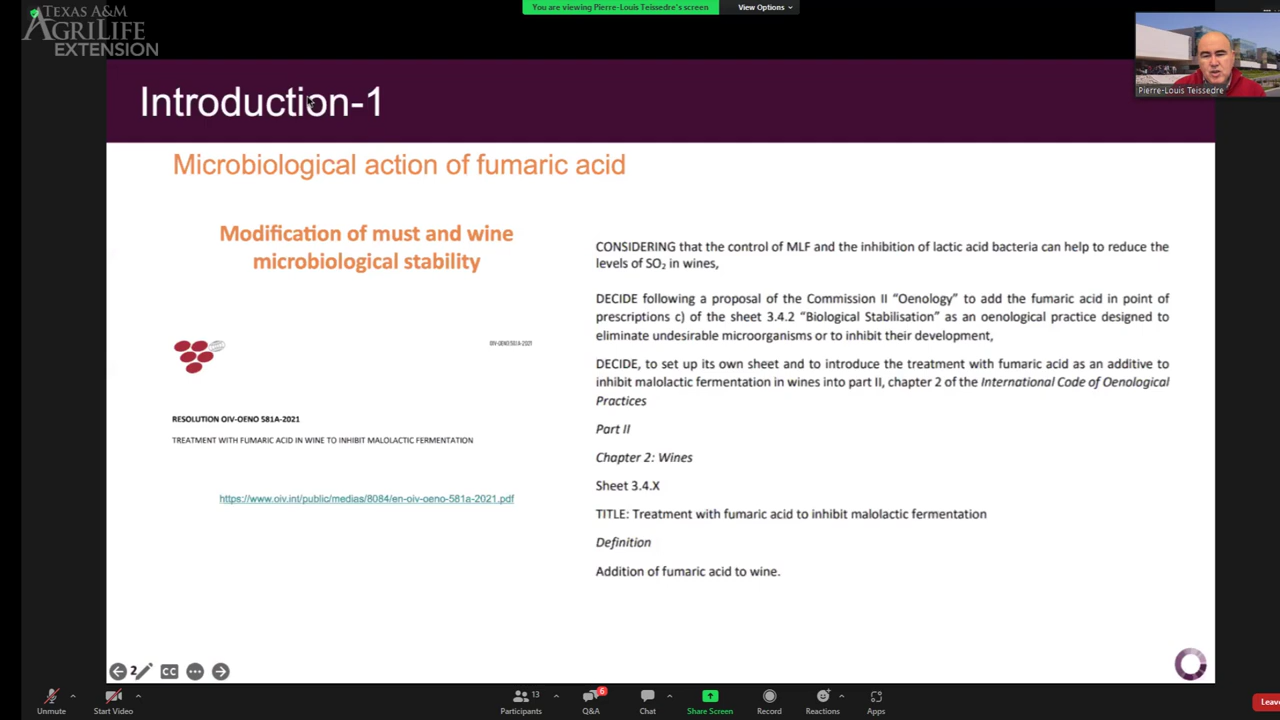 TEXAS A&M
AGRILIFE
EXTENSION
You are viewing Pierre-Louis Teissedre's screen
View Options
Pierre-Louis Teissedre
Introduction-1
Microbiological action of fumaric acid
Modification of must and wine
microbiological stability
OIV-OENO 581A-2021
RESOLUTION OIV-OENO 581A-2021
TREATMENT WITH FUMARIC ACID IN WINE TO INHIBIT MALOLACTIC FERMENTATION
https://www.oiv.int/public/medias/8084/en-oiv-oeno-581a-2021.pdf
CONSIDERING that the control of MLF and the inhibition of lactic acid bacteria can help to reduce the
levels of SO₂ in wines,
DECIDE following a proposal of the Commission II “Oenology” to add the fumaric acid in point of
prescriptions c) of the sheet 3.4.2 “Biological Stabilisation” as an oenological practice designed to
eliminate undesirable microorganisms or to inhibit their development,
DECIDE, to set up its own sheet and to introduce the treatment with fumaric acid as an additive to
inhibit malolactic fermentation in wines into part II, chapter 2 of the International Code of Oenological
Practices
Part II
Chapter 2: Wines
Sheet 3.4.X
TITLE: Treatment with fumaric acid to inhibit malolactic fermentation
Definition
Addition of fumaric acid to wine.
2
CC
13
6
Unmute
Start Video
Participants
Q&A
Chat
Share Screen
Record
Reactions
Apps
Leav